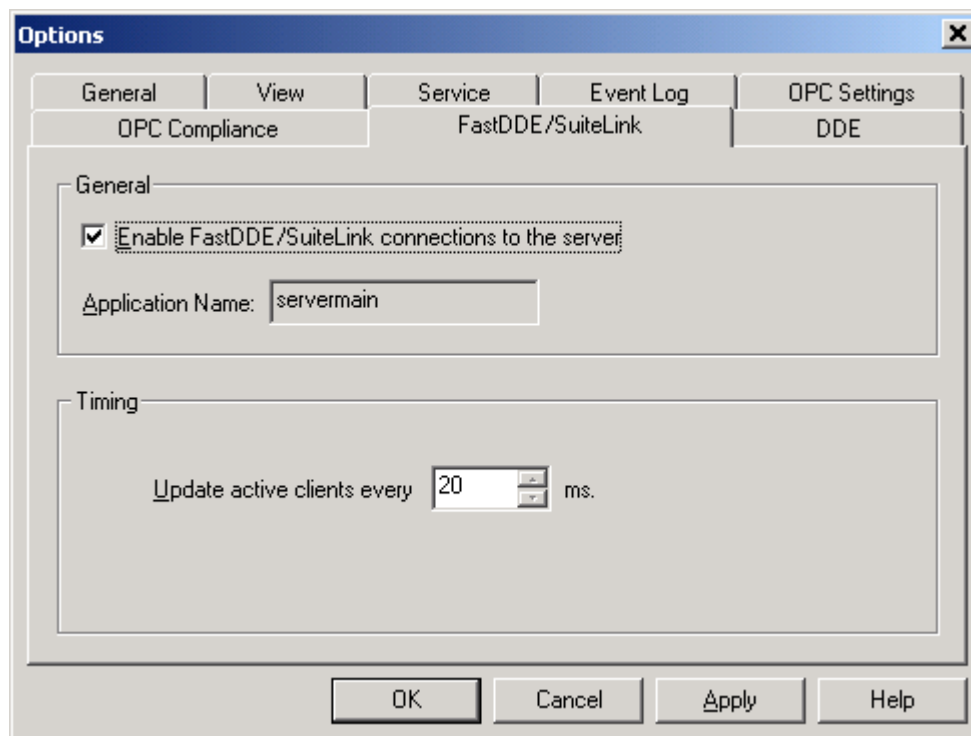 Options
General View Service Event Log OPC Settings
OPC Compliance FastDDE/SuiteLink DDE
General
Enable FastDDE/SuiteLink connections to the server
Application Name: servermain
Timing
Update active clients every 20 ms.
OK Cancel Apply Help